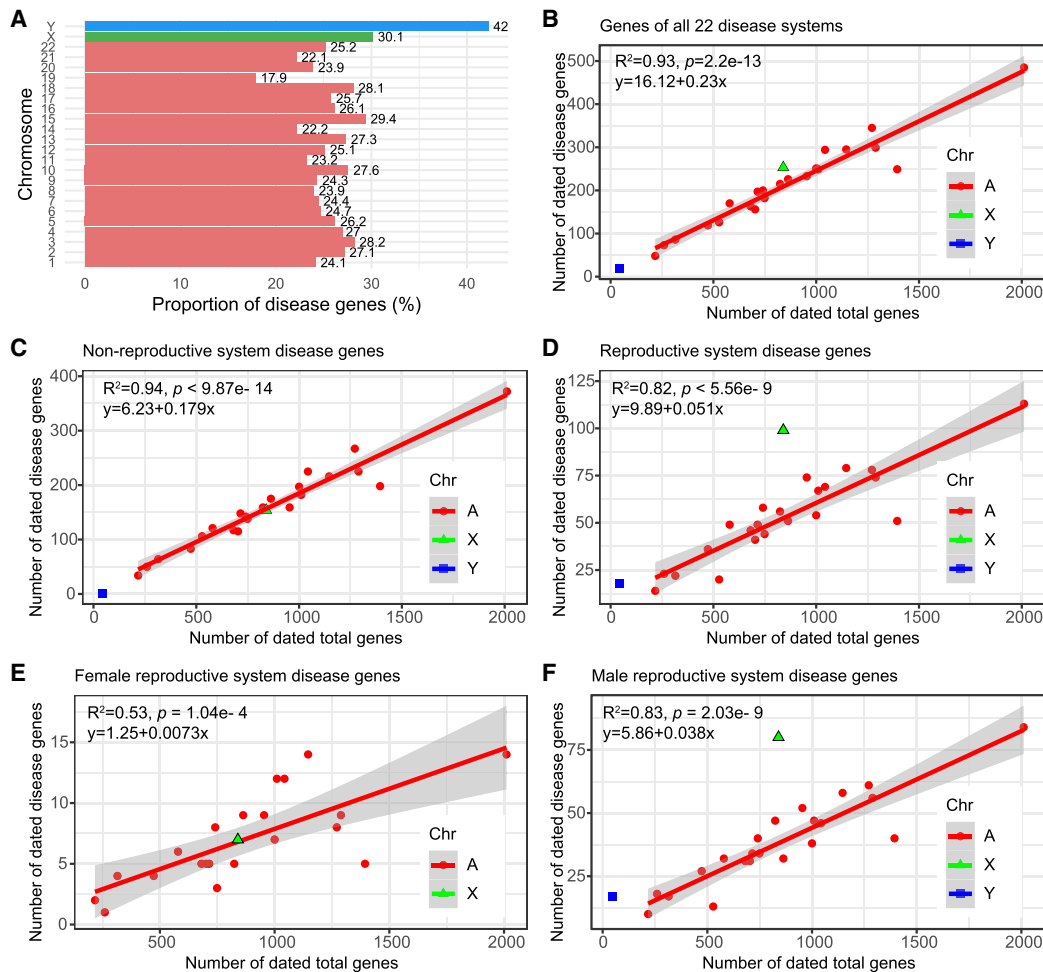 A
Y
X
22
21
20
19
18
17
16
15
14
13
12
11
10
9
8
7
6
5
4
3
2
1
42
30.1
25.2
22.1
23.9
17.9
28.1
25.7
26.1
29.4
22.2
27.3
25.1
23.2
27.6
24.3
23.9
24.4
24.7
26.2
27
28.2
27.1
24.1
Chromosome
0 10 20 30 40
Proportion of disease genes (%)
B
Genes of all 22 disease systems
R²=0.93, p=2.2e-13
y=16.12+0.23x
Number of dated disease genes
500
400
300
200
100
0
Chr
A
X
Y
0 500 1000 1500 2000
Number of dated total genes
C
Non-reproductive system disease genes
R²=0.94, p < 9.87e- 14
y=6.23+0.179x
Number of dated disease genes
400
300
200
100
0
Chr
A
X
Y
0 500 1000 1500 2000
Number of dated total genes
D
Reproductive system disease genes
R²=0.82, p < 5.56e- 9
y=9.89+0.051x
Number of dated disease genes
125
100
75
50
25
Chr
A
X
Y
0 500 1000 1500 2000
Number of dated total genes
E
Female reproductive system disease genes
R²=0.53, p = 1.04e- 4
y=1.25+0.0073x
Number of dated disease genes
15
10
5
0
Chr
A
X
500 1000 1500 2000
Number of dated total genes
F
Male reproductive system disease genes
R²=0.83, p = 2.03e- 9
y=5.86+0.038x
Number of dated disease genes
75
50
25
Chr
A
X
Y
0 500 1000 1500 2000
Number of dated total genes